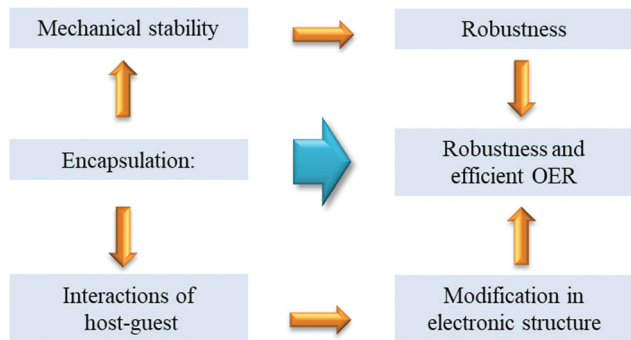 Mechanical stability
Robustness
Encapsulation:
Robustness and
efficient OER
Interactions of
host-guest
Modification in
electronic structure